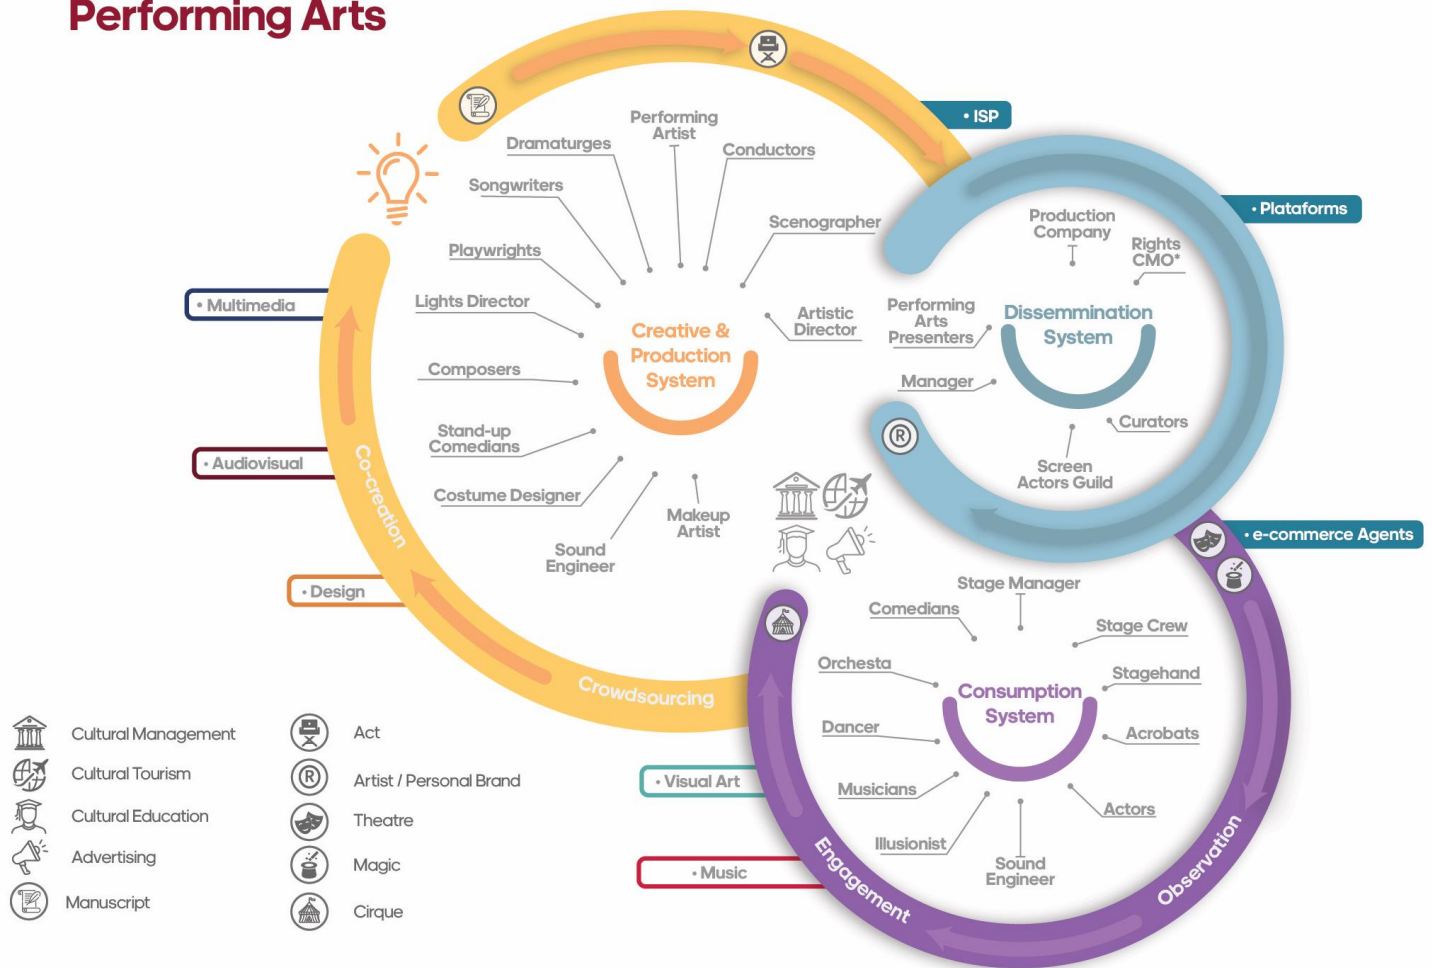 Performing Arts
• ISP
• Plataforms
• e-commerce Agents
• Multimedia
• Audiovisual
• Design
• Visual Art
• Music
Co-creation
Crowdsourcing
Engagement
Observation
Creative &
Production
System
Performing
Artist
Dramaturges
Conductors
Songwriters
Scenographer
Playwrights
Lights Director
Artistic
Director
Composers
Stand-up
Comedians
Costume Designer
Sound
Engineer
Makeup
Artist
Dissemmination
System
Production
Company
Rights
CMO*
Performing
Arts
Presenters
Manager
Curators
Screen
Actors Guild
®
Consumption
System
Stage Manager
Comedians
Stage Crew
Orchesta
Stagehand
Dancer
Acrobats
Musicians
Actors
Illusionist
Sound
Engineer
Cultural Management
Cultural Tourism
Cultural Education
Advertising
Manuscript
Act
® Artist / Personal Brand
Theatre
Magic
Cirque